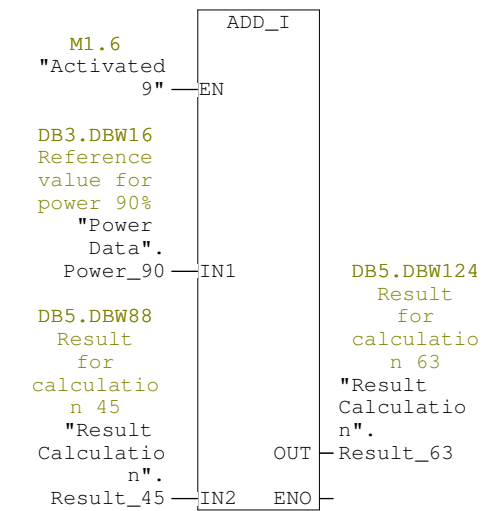 ADD_I
M1.6
"Activated
9"
EN
DB3.DBW16
Reference
value for
power 90%
"Power
Data".
Power_90
IN1
DB5.DBW88
Result
for
calculatio
n 45
"Result
Calculatio
n".
Result_45
IN2
DB5.DBW124
Result
for
calculatio
n 63
"Result
Calculatio
n".
OUT
Result_63
ENO